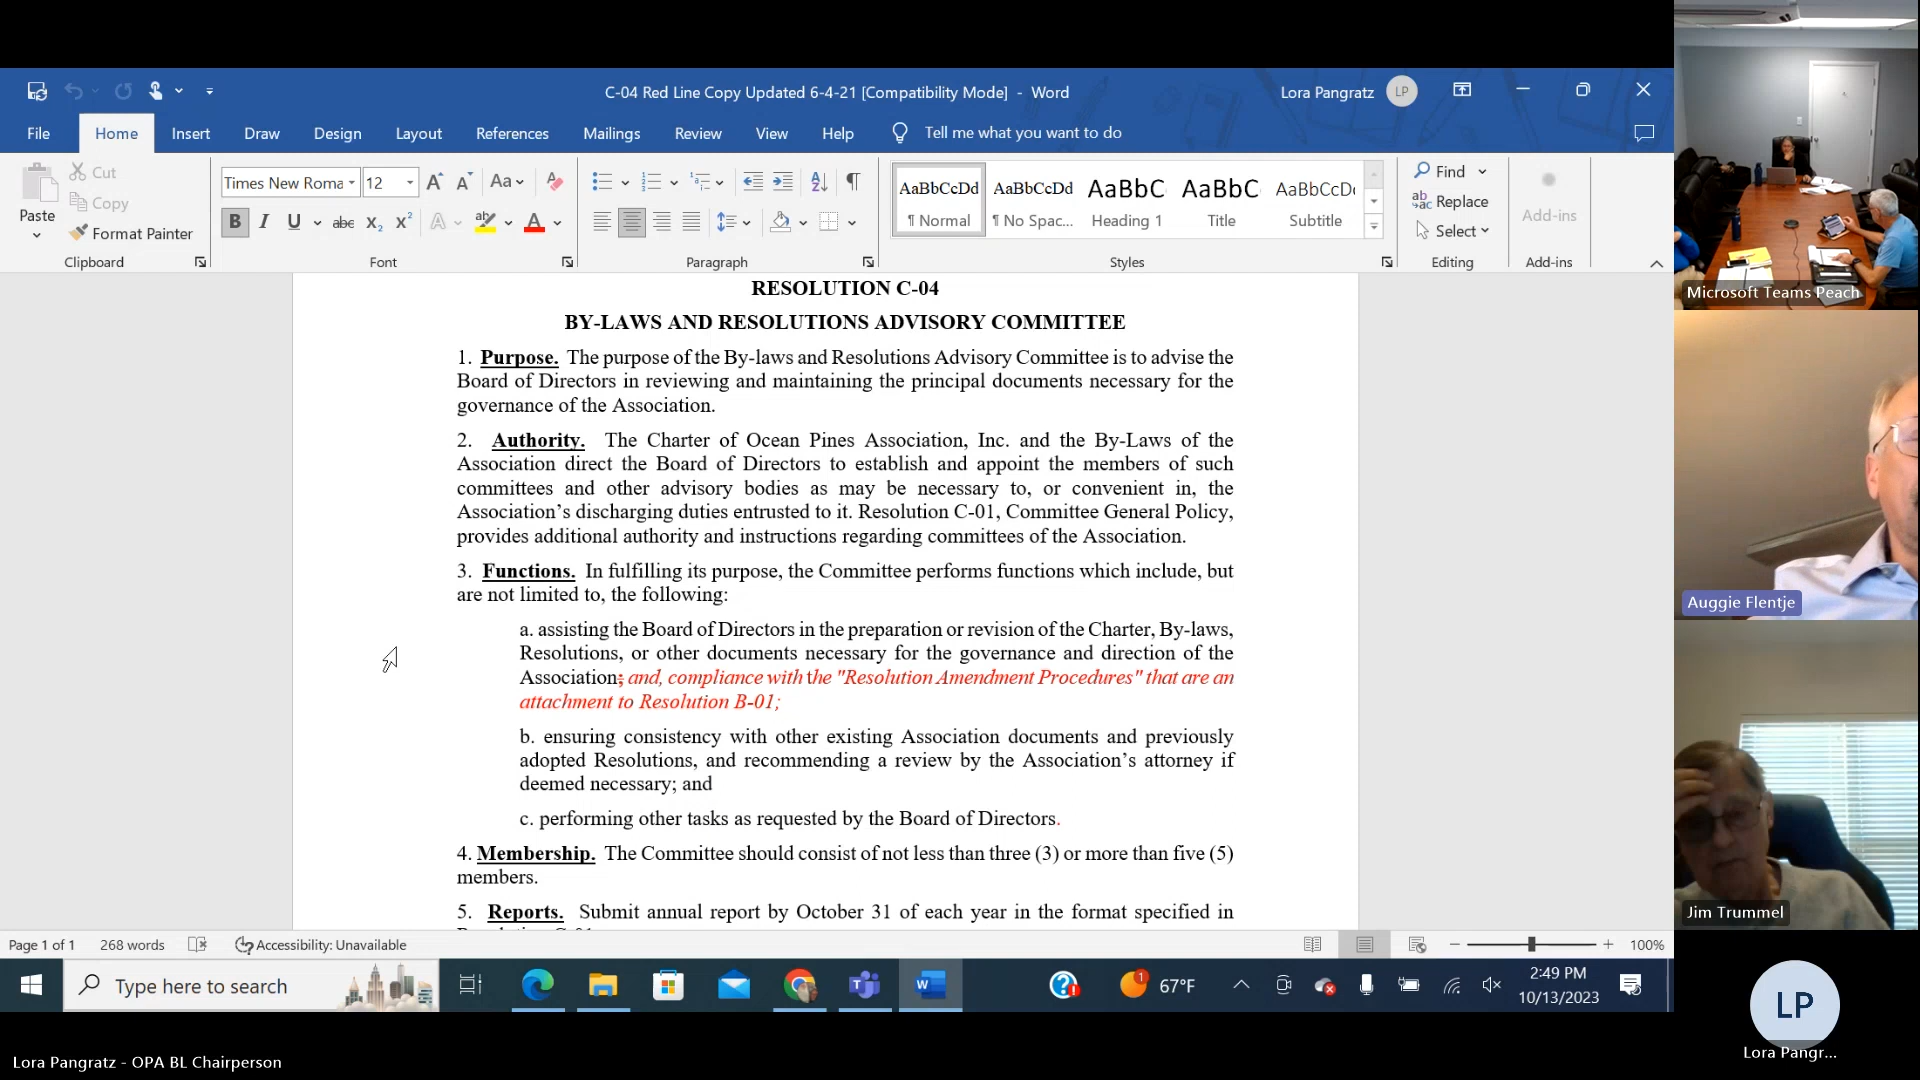 C-04 Red Line Copy Updated 6-4-21 [Compatibility Mode] - Word
Lora Pangratz
LP
File
Home
Insert
Draw
Design
Layout
References
Mailings
Review
View
Help
Tell me what you want to do
Paste
Cut
Copy
Format Painter
Clipboard
Times New Roma
12
Aa
B
I
U
abc
Font
Paragraph
AaBbCcDd
¶ Normal
AaBbCcDd
¶ No Spac...
AaBbC
Heading 1
AaBbC
Title
AaBbCcD
Subtitle
Styles
Find
Replace
Select
Editing
Add-ins
Add-ins
RESOLUTION C-04
BY-LAWS AND RESOLUTIONS ADVISORY COMMITTEE
1. Purpose. The purpose of the By-laws and Resolutions Advisory Committee is to advise the
Board of Directors in reviewing and maintaining the principal documents necessary for the
governance of the Association.
2. Authority. The Charter of Ocean Pines Association, Inc. and the By-Laws of the
Association direct the Board of Directors to establish and appoint the members of such
committees and other advisory bodies as may be necessary to, or convenient in, the
Association’s discharging duties entrusted to it. Resolution C-01, Committee General Policy,
provides additional authority and instructions regarding committees of the Association.
3. Functions. In fulfilling its purpose, the Committee performs functions which include, but
are not limited to, the following:
a. assisting the Board of Directors in the preparation or revision of the Charter, By-laws,
Resolutions, or other documents necessary for the governance and direction of the
Association; and, compliance with the "Resolution Amendment Procedures" that are an
attachment to Resolution B-01;
b. ensuring consistency with other existing Association documents and previously
adopted Resolutions, and recommending a review by the Association’s attorney if
deemed necessary; and
c. performing other tasks as requested by the Board of Directors.
4. Membership. The Committee should consist of not less than three (3) or more than five (5)
members.
5. Reports. Submit annual report by October 31 of each year in the format specified in
Page 1 of 1
268 words
Accessibility: Unavailable
100%
Type here to search
1
67°F
2:49 PM
10/13/2023
Lora Pangratz - OPA BL Chairperson
Microsoft Teams Peach
Auggie Flentje
Jim Trummel
LP
Lora Pangr...